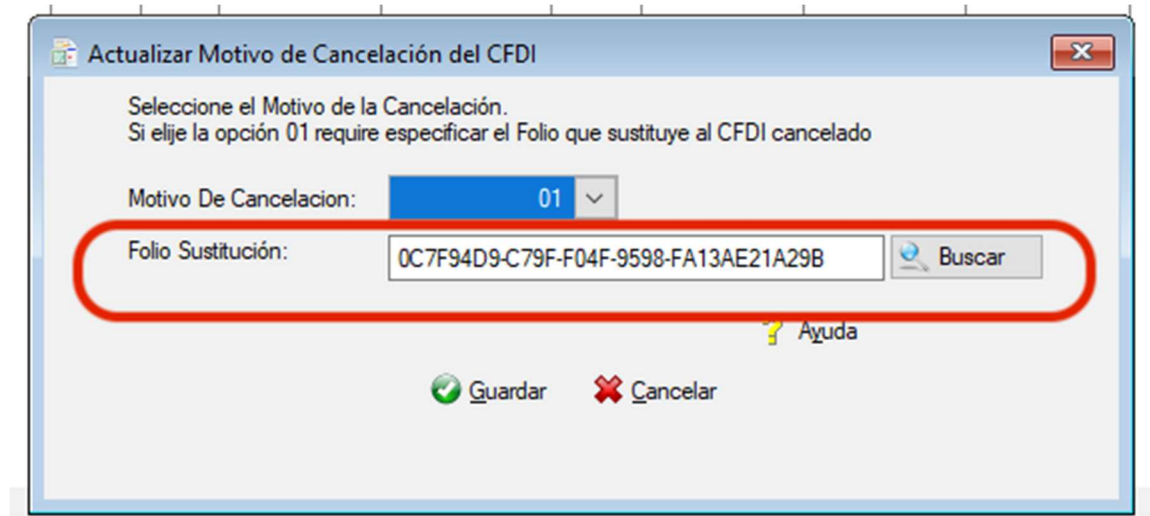 Actualizar Motivo de Cancelación del CFDI
Seleccione el Motivo de la Cancelación.
Si elije la opción 01 require especificar el Folio que sustituye al CFDI cancelado
Motivo De Cancelacion: 01
Folio Sustitución: 0C7F94D9-C79F-F04F-9598-FA13AE21A29B Buscar
Ayuda
Guardar Cancelar